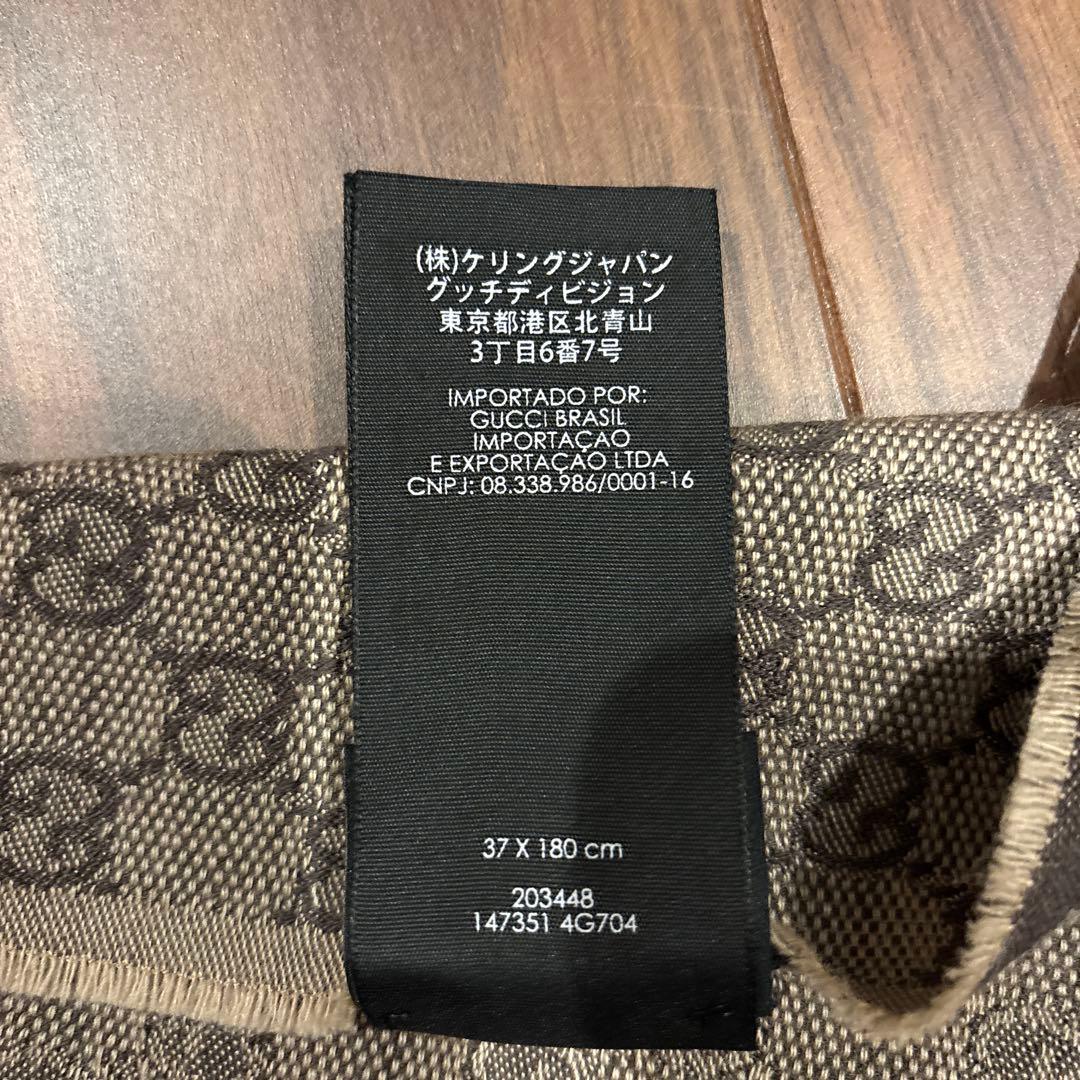 (株)ケリングジャパン
グッチディビジョン
東京都港区北青山
3丁目6番7号
IMPORTADO POR:
GUCCI BRASIL
IMPORTAÇAO
E EXPORTAÇAO LTDA
CNPJ: 08.338.986/0001-16
37 X 180 cm
203448
147351 4G704